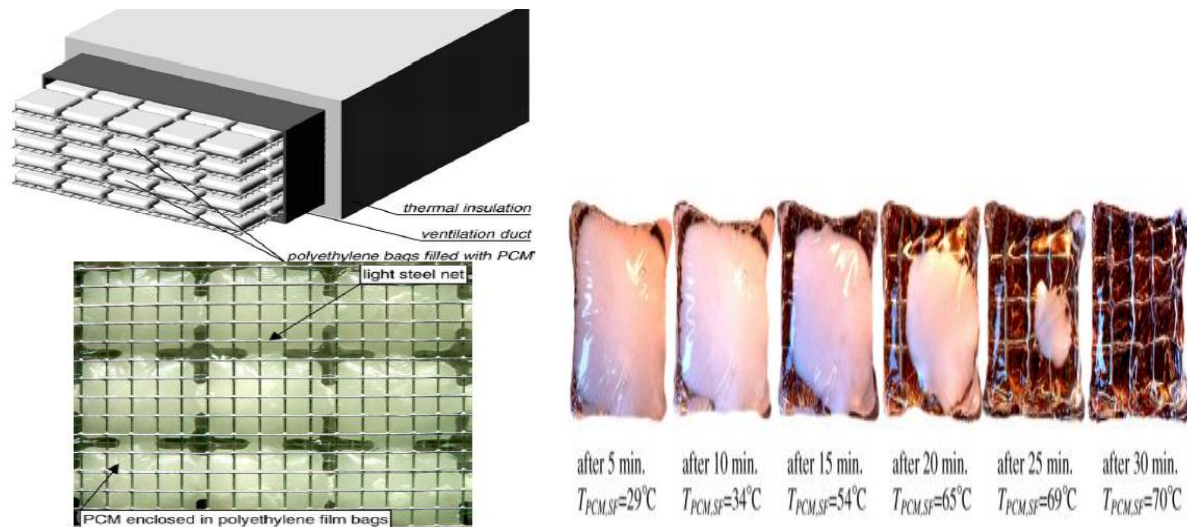 thermal insulation
ventilation duct
polyethylene bags filled with PCM
light steel net
PCM enclosed in polyethylene film bags
after 5 min.
T_PCM,SF=29°C
after 10 min.
T_PCM,SF=34°C
after 15 min.
T_PCM,SF=54°C
after 20 min.
T_PCM,SF=65°C
after 25 min.
T_PCM,SF=69°C
after 30 min.
T_PCM,SF=70°C